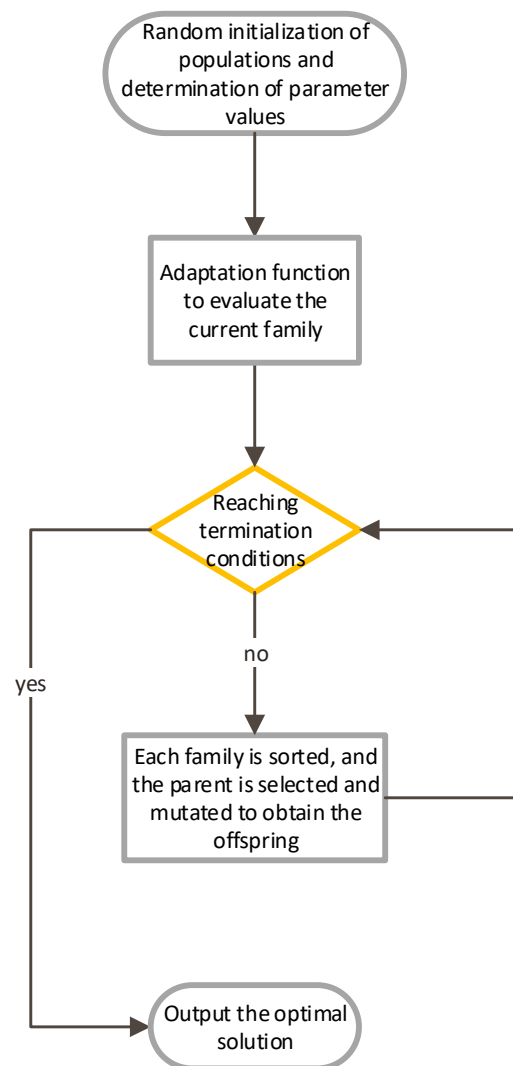 Random initialization of
populations and
determination of parameter
values
Adaptation function
to evaluate the
current family
Reaching
termination
conditions
no
yes
Each family is sorted, and
the parent is selected and
mutated to obtain the
offspring
Output the optimal
solution